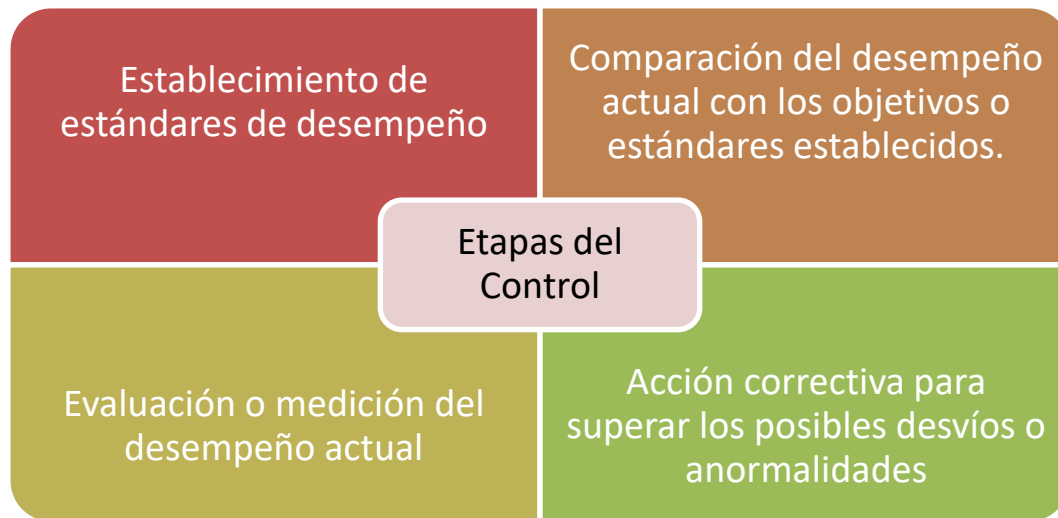 Establecimiento de
estándares de desempeño
Comparación del desempeño
actual con los objetivos o
estándares establecidos.
Etapas del
Control
Evaluación o medición del
desempeño actual
Acción correctiva para
superar los posibles desvíos o
anormalidades